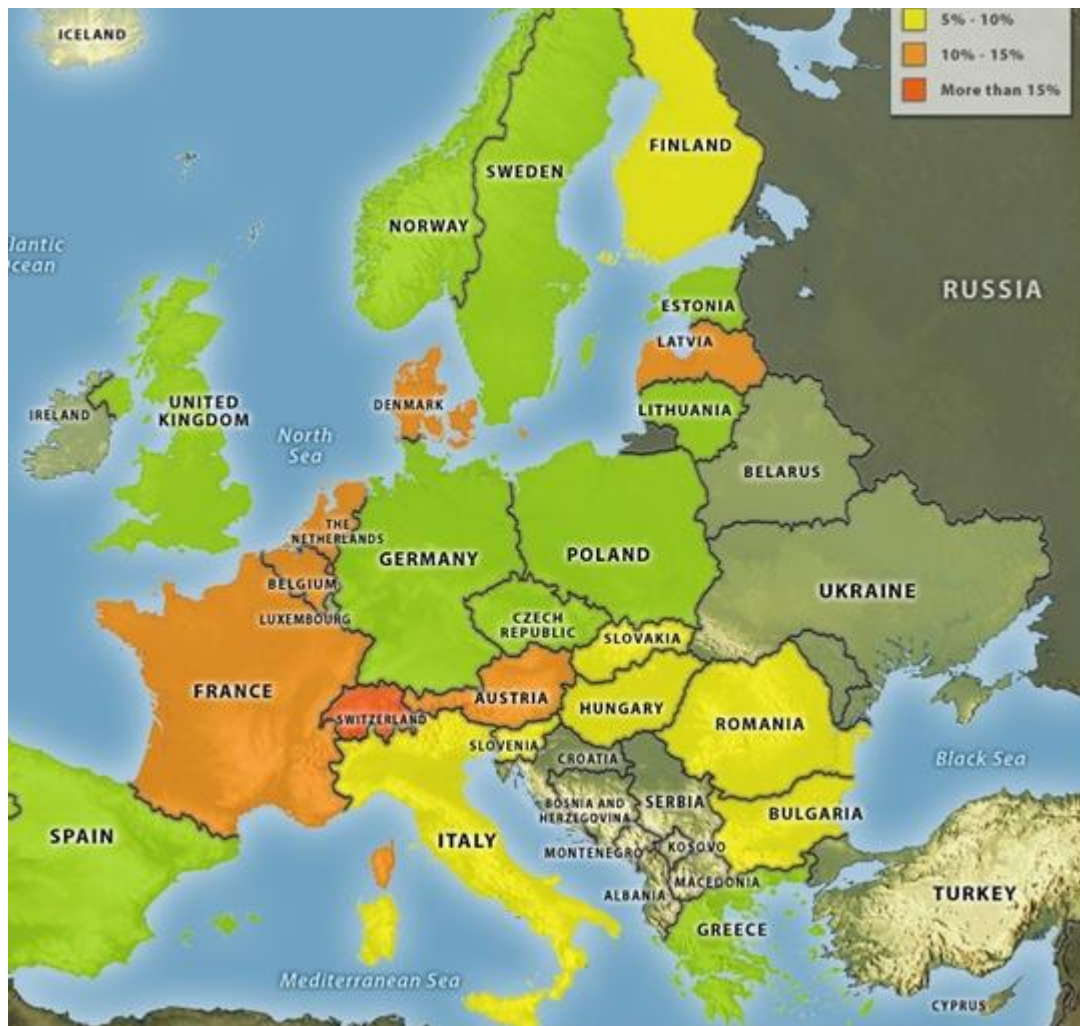 ICELAND
5% - 10%
10% - 15%
More than 15%
FINLAND
SWEDEN
NORWAY
lantic
cean
RUSSIA
ESTONIA
LATVIA
DENMARK
LITHUANIA
IRELAND
UNITED
KINGDOM
North
Sea
BELARUS
THE
NETHERLANDS
GERMANY
POLAND
BELGIUM
UKRAINE
LUXEMBOURG
CZECH
REPUBLIC
SLOVAKIA
FRANCE
AUSTRIA
SWITZERLAND
HUNGARY
ROMANIA
SLOVENIA
CROATIA
Black Sea
BOSNIA AND
HERZEGOVINA
SERBIA
BULGARIA
SPAIN
ITALY
MONTENEGRO
KOSOVO
ALBANIA
MACEDONIA
TURKEY
GREECE
Mediterranean Sea
CYPRUS